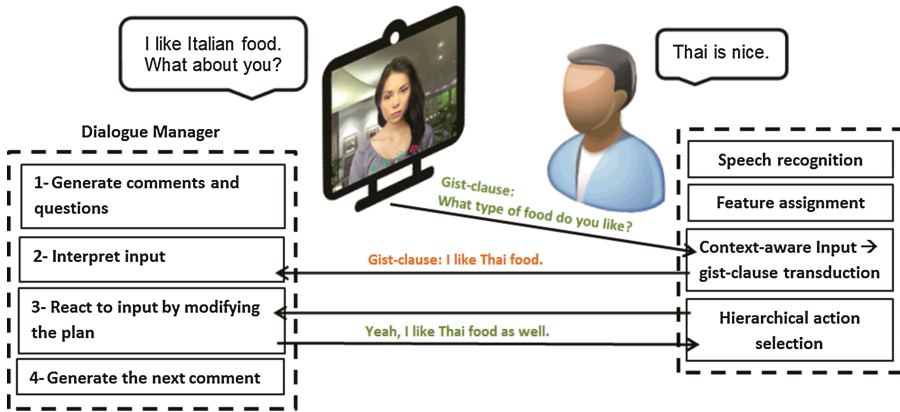 I like Italian food.
What about you?
Thai is nice.
Dialogue Manager
1- Generate comments and
questions
2- Interpret input
3- React to input by modifying
the plan
4- Generate the next comment
Gist-clause:
What type of food do you like?
Gist-clause: I like Thai food.
Yeah, I like Thai food as well.
Speech recognition
Feature assignment
Context-aware Input →
gist-clause transduction
Hierarchical action
selection